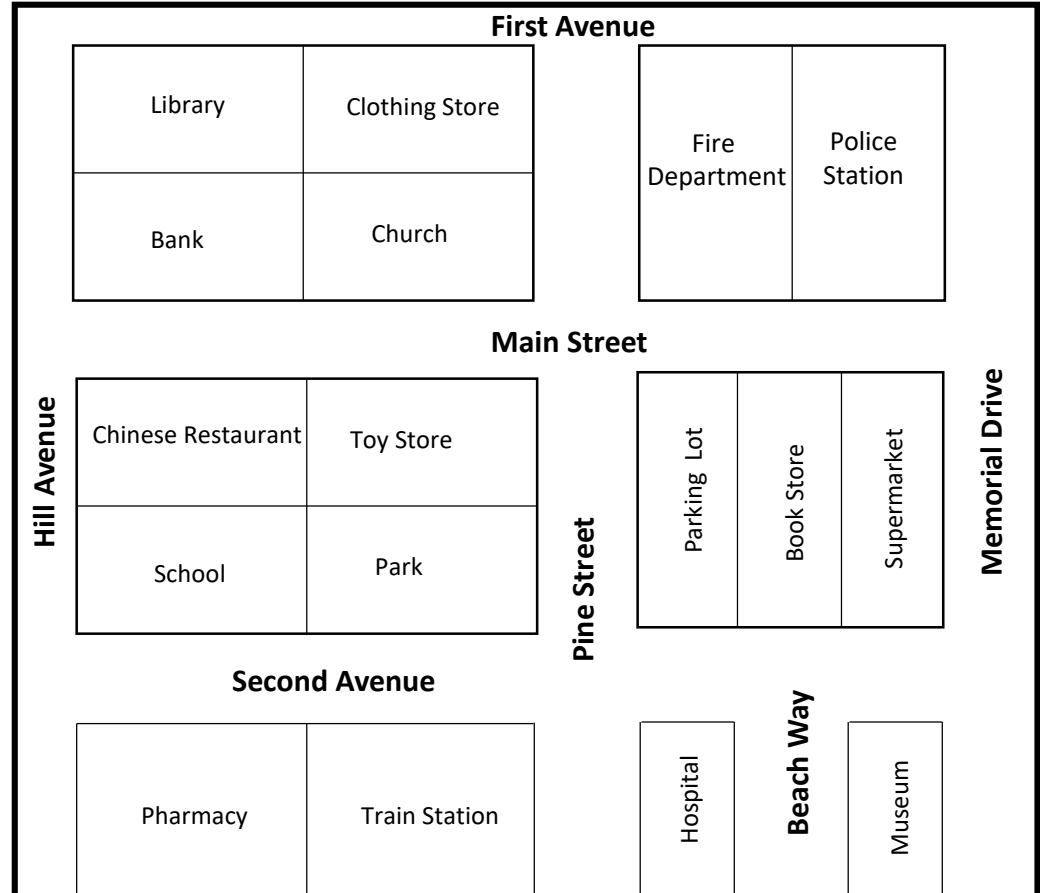 First Avenue
Library
Clothing Store
Fire
Department
Police
Station
Bank
Church
Main Street
Hill Avenue
Chinese Restaurant
Toy Store
Parking Lot
Book Store
Supermarket
Memorial Drive
School
Park
Pine Street
Second Avenue
Pharmacy
Train Station
Hospital
Beach Way
Museum